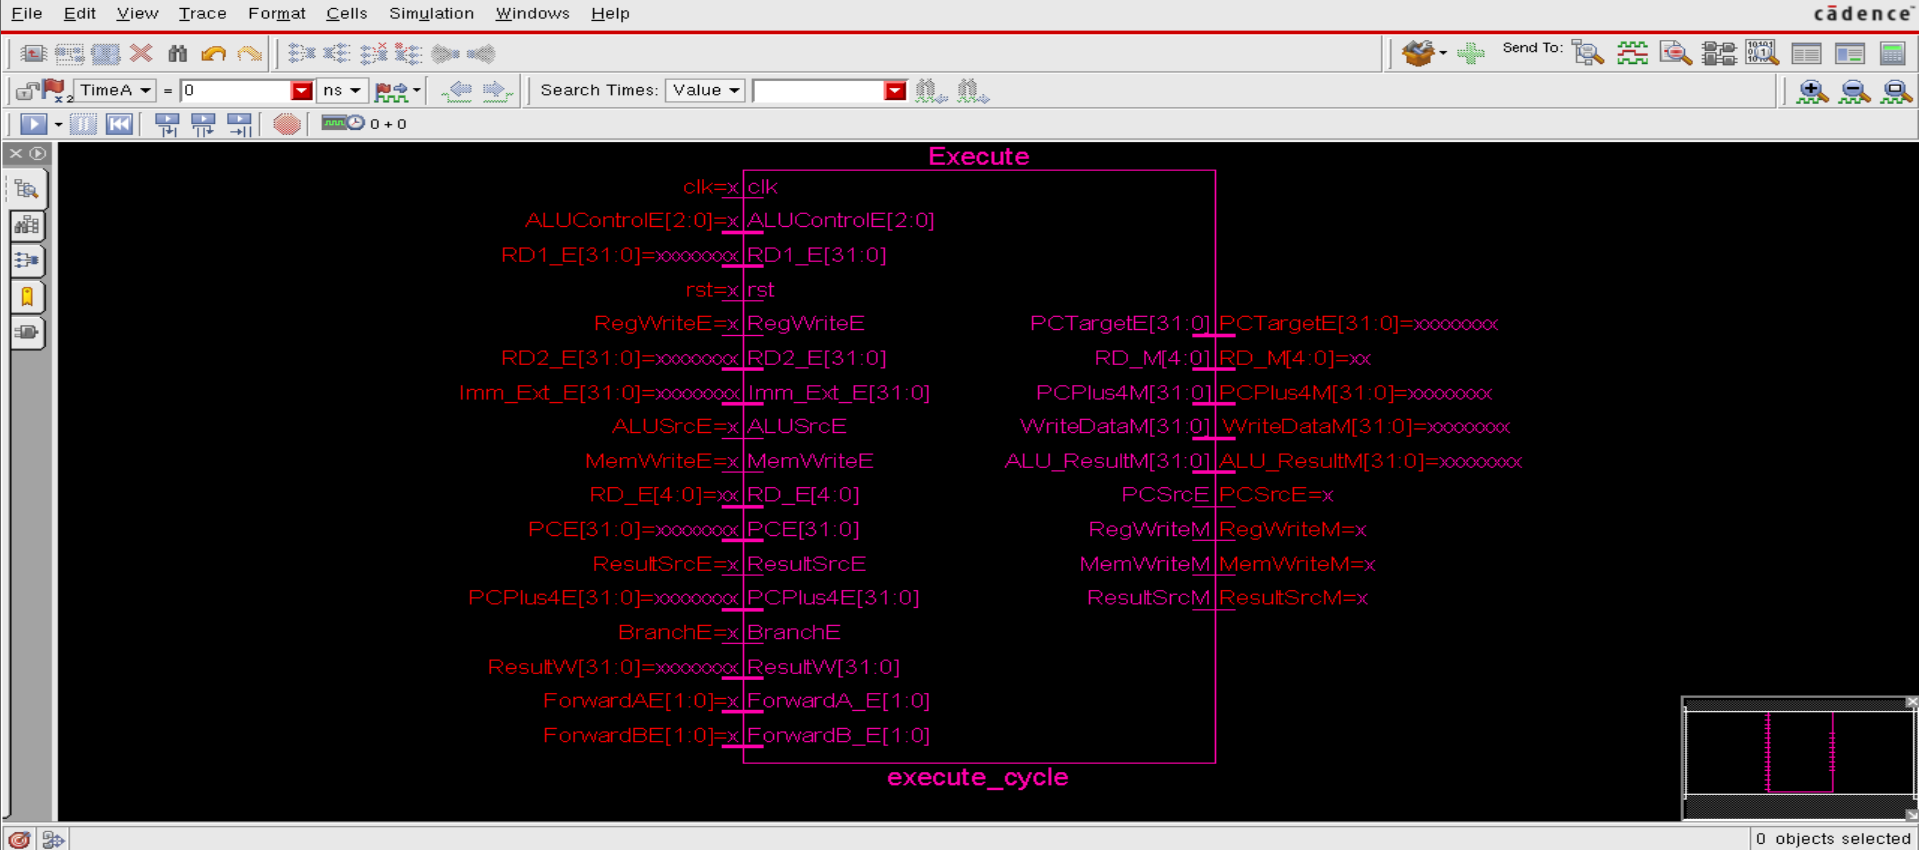 File Edit View Trace Format Cells Simulation Windows Help cādence
Send To:
TimeA = 0 ns Search Times: Value
0 + 0
Execute
clk=x clk
ALUControlE[2:0]=x ALUControlE[2:0]
RD1_E[31:0]=xxxxxxxx RD1_E[31:0]
rst=x rst
RegWriteE=x RegWriteE PCTargetE[31:0] PCTargetE[31:0]=xxxxxxxx
RD2_E[31:0]=xxxxxxxx RD2_E[31:0] RD_M[4:0] RD_M[4:0]=xx
Imm_Ext_E[31:0]=xxxxxxxx Imm_Ext_E[31:0] PCPlus4M[31:0] PCPlus4M[31:0]=xxxxxxxx
ALUSrcE=x ALUSrcE WriteDataM[31:0] WriteDataM[31:0]=xxxxxxxx
MemWriteE=x MemWriteE ALU_ResultM[31:0] ALU_ResultM[31:0]=xxxxxxxx
RD_E[4:0]=xx RD_E[4:0] PCSrcE PCSrcE=x
PCE[31:0]=xxxxxxxx PCE[31:0] RegWriteM RegWriteM=x
ResultSrcE=x ResultSrcE MemWriteM MemWriteM=x
PCPlus4E[31:0]=xxxxxxxx PCPlus4E[31:0] ResultSrcM ResultSrcM=x
BranchE=x BranchE
ResultW[31:0]=xxxxxxxx ResultW[31:0]
ForwardAE[1:0]=x ForwardA_E[1:0]
ForwardBE[1:0]=x ForwardB_E[1:0]
execute_cycle
0 objects selected